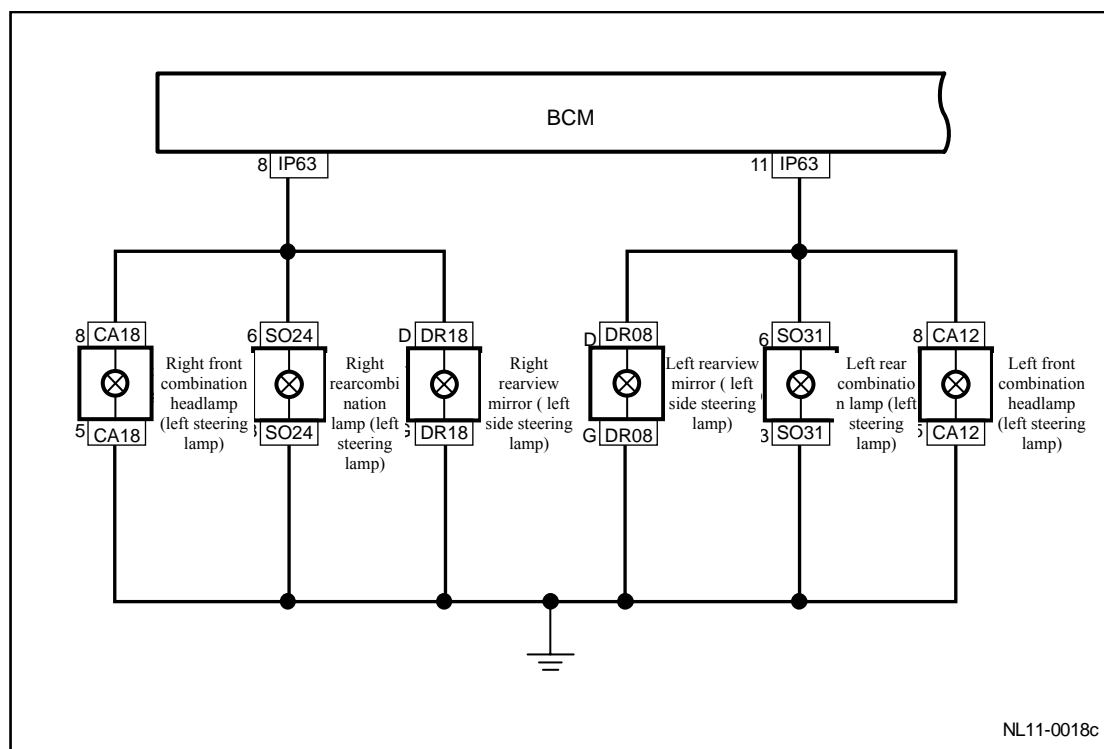 BCM
8 IP63
11 IP63
8 CA18
6 SO24
D DR18
D DR08
6 SO31
8 CA12
Right front
combination
headlamp
(left steering
lamp)
Right
rearcombi
nation
lamp (left
steering
lamp)
Right
rearview
mirror ( left
side steering
lamp)
Left rearview
mirror ( left
side steering
lamp)
Left rear
combinatio
n lamp (left
steering
lamp)
Left front
combination
headlamp
(left steering
lamp)
5 CA18
3 SO24
G DR18
G DR08
3 SO31
5 CA12
NL11-0018c